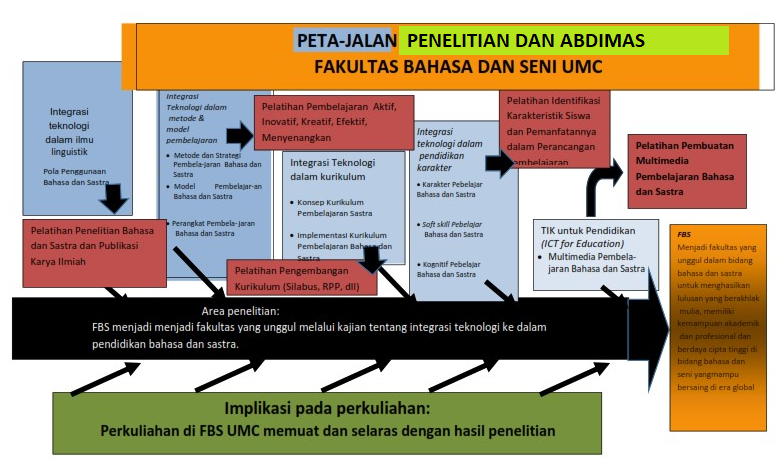 PETA-JALAN PENELITIAN DAN ABDIMAS
FAKULTAS BAHASA DAN SENI UMC
Integrasi
teknologi
dalam ilmu
linguistik
Pola Penggunaan
Bahasa dan Sastra
Pelatihan Penelitian Bahasa
dan Sastra dan Publikasi
Karya Ilmiah
Integrasi
Teknologi dalam
metode &
model
pembelajaran
• Metode dan Strategi
Pembela-jaran Bahasa dan
Sastra
• Model Pembelajar-an
Bahasa dan Sastra
• Perangkat Pembela-jaran
Bahasa dan Sastra
Pelatihan Pembelajaran Aktif,
Inovatif, Kreatif, Efektif,
Menyenangkan
Integrasi Teknologi
dalam kurikulum
• Konsep Kurikulum
Pembelajaran Sastra
• Implementasi Kurikulum
Pembelajaran Bahasa dan
Sastra
Pelatihan Pengembangan
Kurikulum (Silabus, RPP, dll)
Integrasi
teknologi dalam
pendidikan
karakter
• Karakter Pebelajar
Bahasa dan Sastra
• Soft skill Pebelajar
Bahasa dan Sastra
• Kognitif Pebelajar
Bahasa dan Sastra
Pelatihan Identifikasi
Karakteristik Siswa
dan Pemanfatannya
dalam Perancangan
Pembelajaran
TIK untuk Pendidikan
(ICT for Education)
• Multimedia Pembela-
jaran Bahasa dan Sastra
Pelatihan Pembuatan
Multimedia
Pembelajaran Bahasa
dan Sastra
Area penelitian:
FBS menjadi menjadi fakultas yang unggul melalui kajian tentang integrasi teknologi ke dalam
pendidikan bahasa dan sastra.
FBS
Menjadi fakultas yang
unggul dalam bidang
bahasa dan sastra
untuk menghasilkan
lulusan yang berakhlak
mulia, memiliki
kemampuan akademik
dan profesional dan
berdaya cipta tinggi di
bidang bahasa dan
seni yangmampu
bersaing di era global
Implikasi pada perkuliahan:
Perkuliahan di FBS UMC memuat dan selaras dengan hasil penelitian